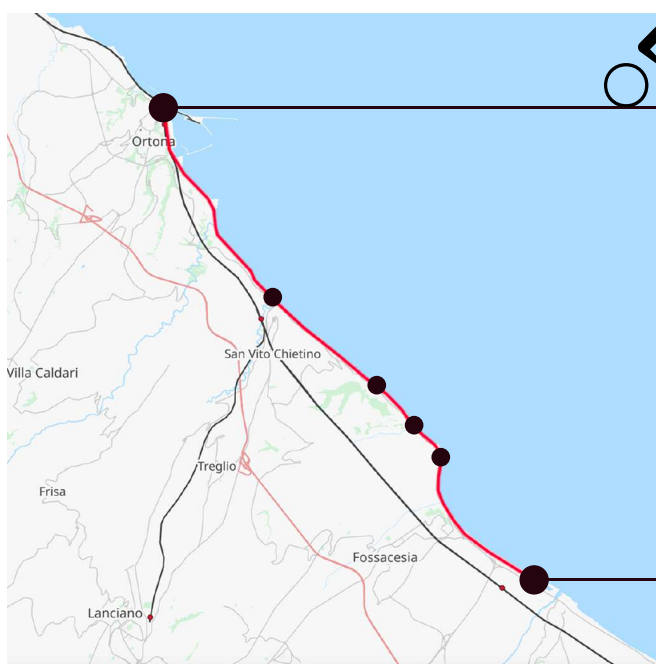 Ortona
San Vito Chietino
Villa Caldari
Treglio
Frisa
Fossacesia
Lanciano